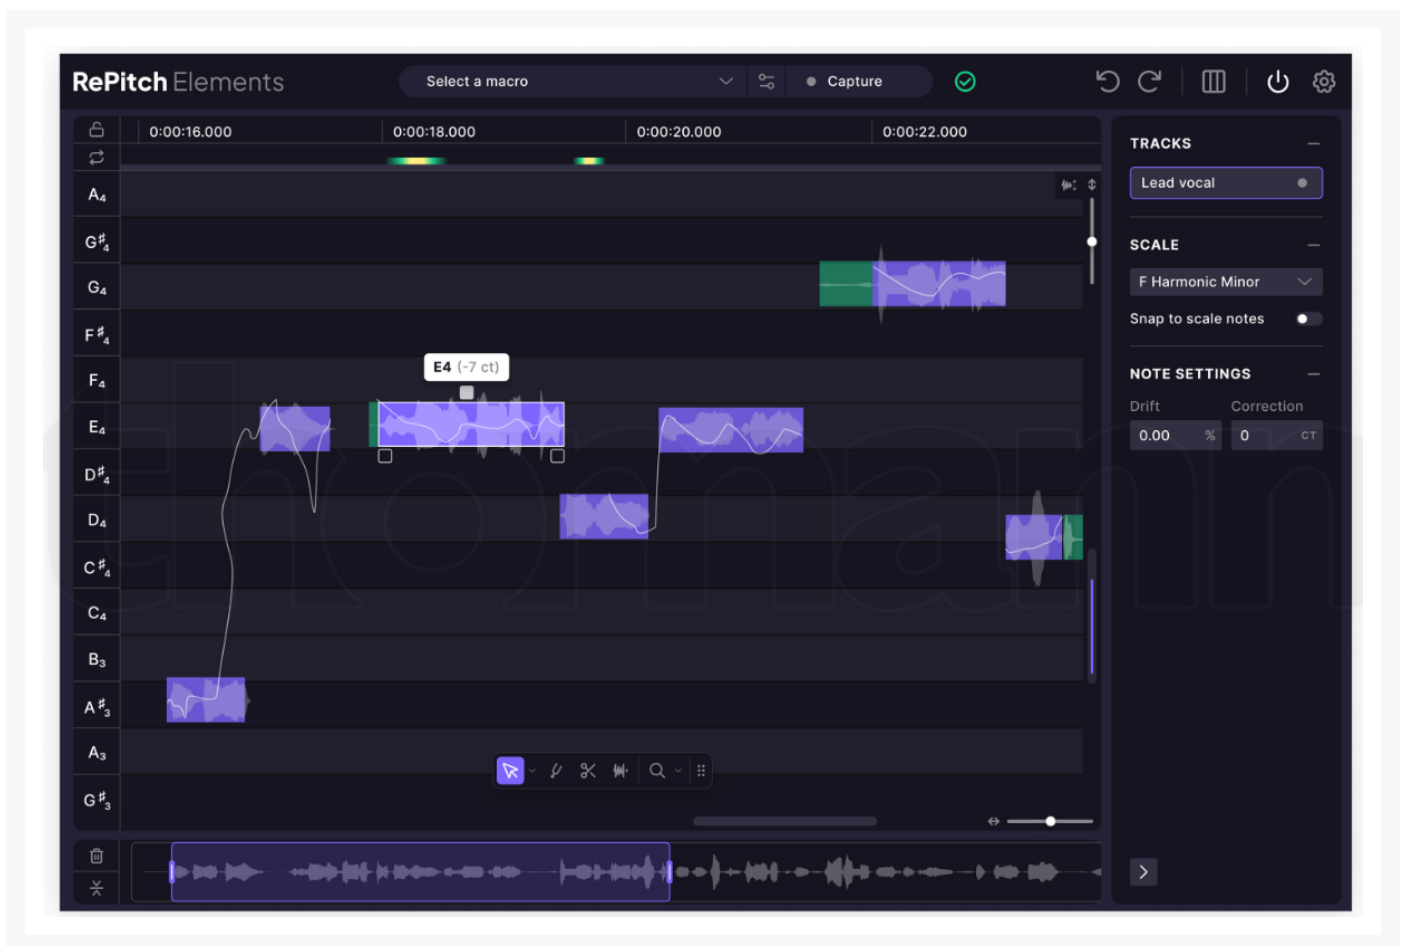 RePitch Elements
Select a macro
Capture
0:00:16.000
0:00:18.000
0:00:20.000
0:00:22.000
A4
G♯4
G4
F♯4
F4
E4
D♯4
D4
C♯4
C4
B3
A♯3
A3
G♯3
E4 (-7 ct)
TRACKS
Lead vocal
SCALE
F Harmonic Minor
Snap to scale notes
NOTE SETTINGS
Drift Correction
0.00 % 0 CT
thomann